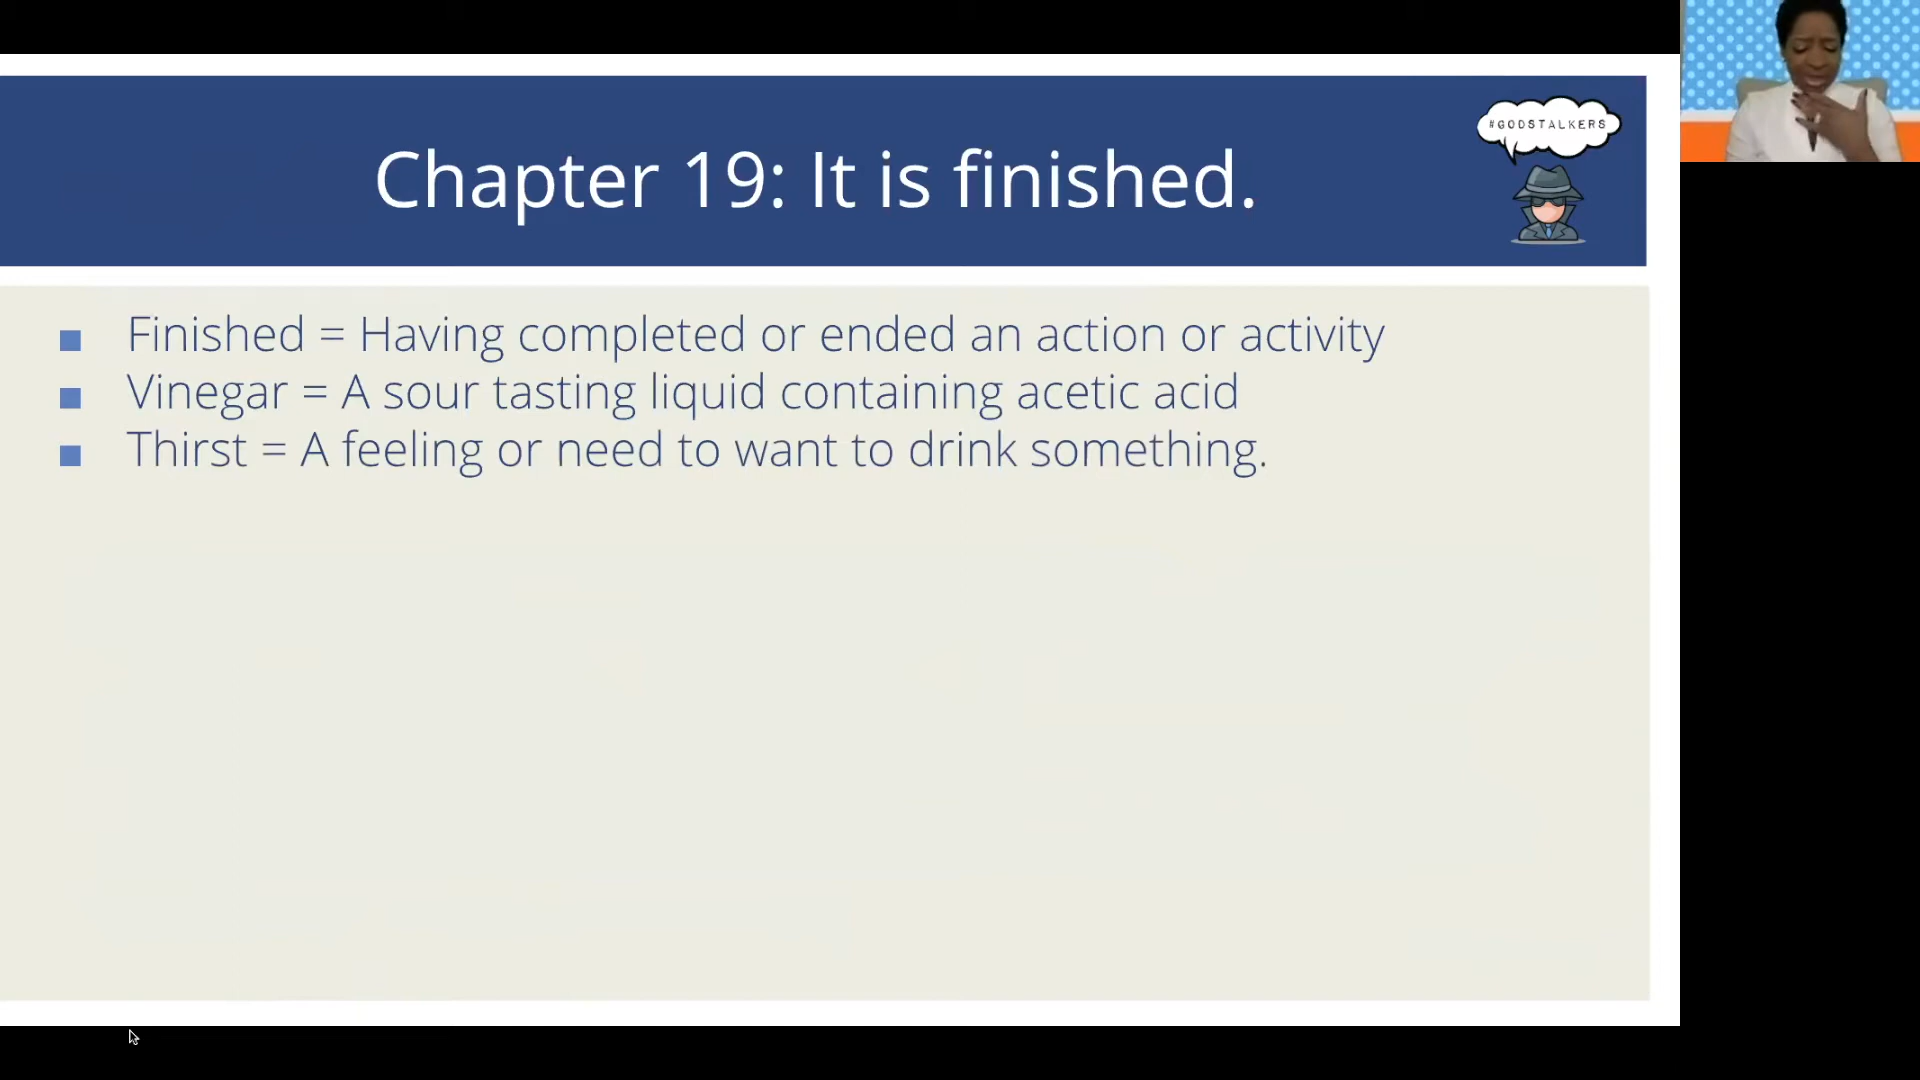 Chapter 19: It is finished.
#GODSTALKERS
Finished = Having completed or ended an action or activity
Vinegar = A sour tasting liquid containing acetic acid
Thirst = A feeling or need to want to drink something.